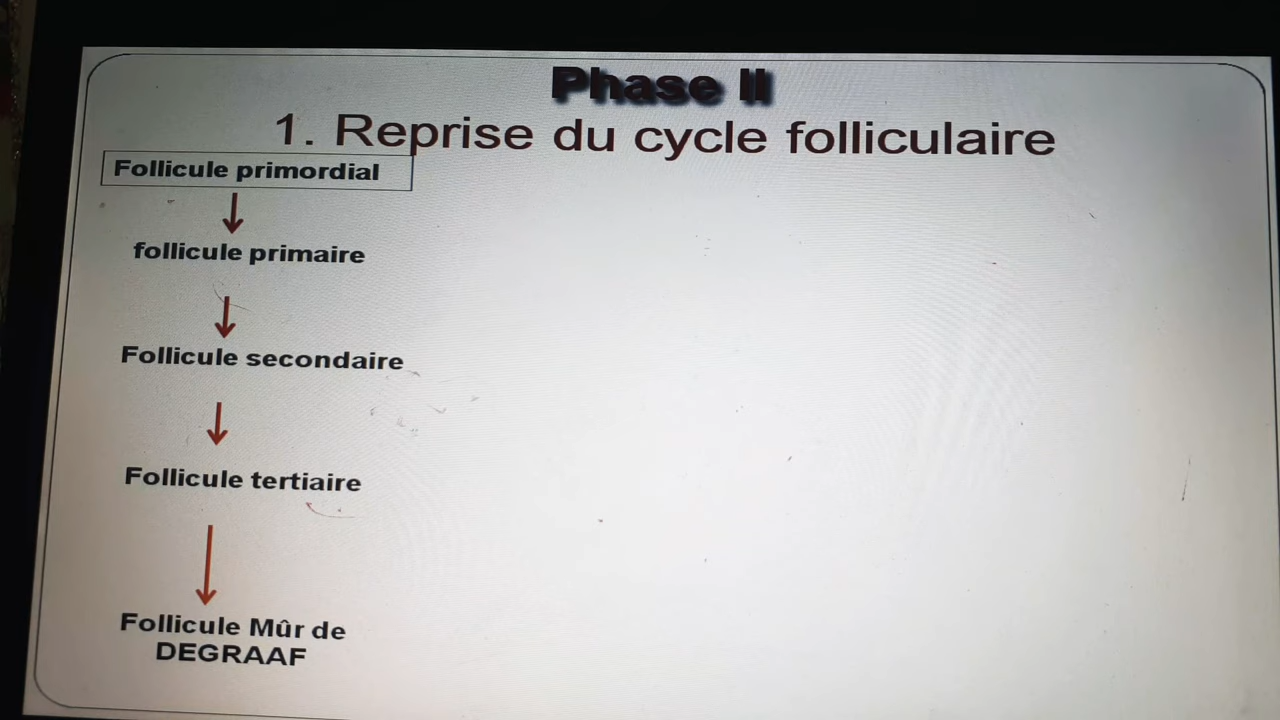 Phase II
1. Reprise du cycle folliculaire
Follicule primordial
follicule primaire
Follicule secondaire
Follicule tertiaire
Follicule Mûr de
DEGRAAF